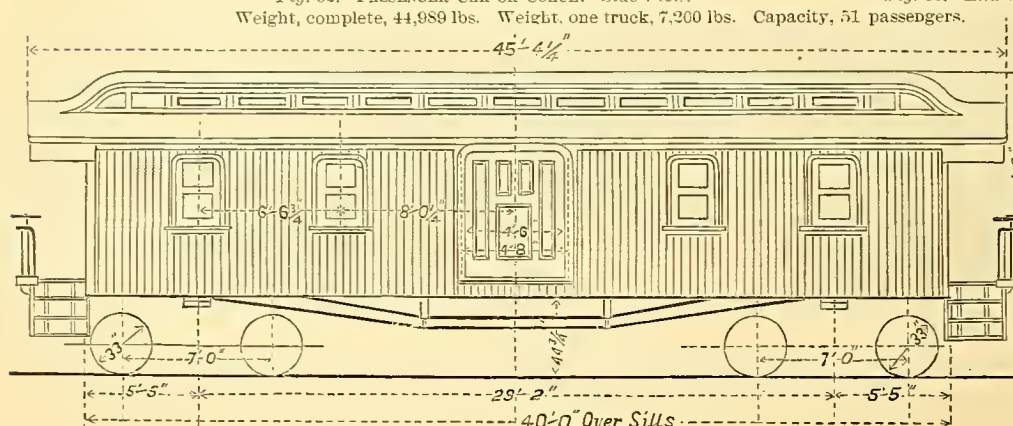 Weight, complete, 44,989 lbs. Weight, one truck, 7,200 lbs. Capacity, 51 passengers.
45'-4¼"
6'-6¾" 8'-0¼"
4'-6
4'-8"
33" 7'-0" 44¾" 7'-0" 33"
5'-5" 29'-2" 5'-5"
40'-0" Over Sills